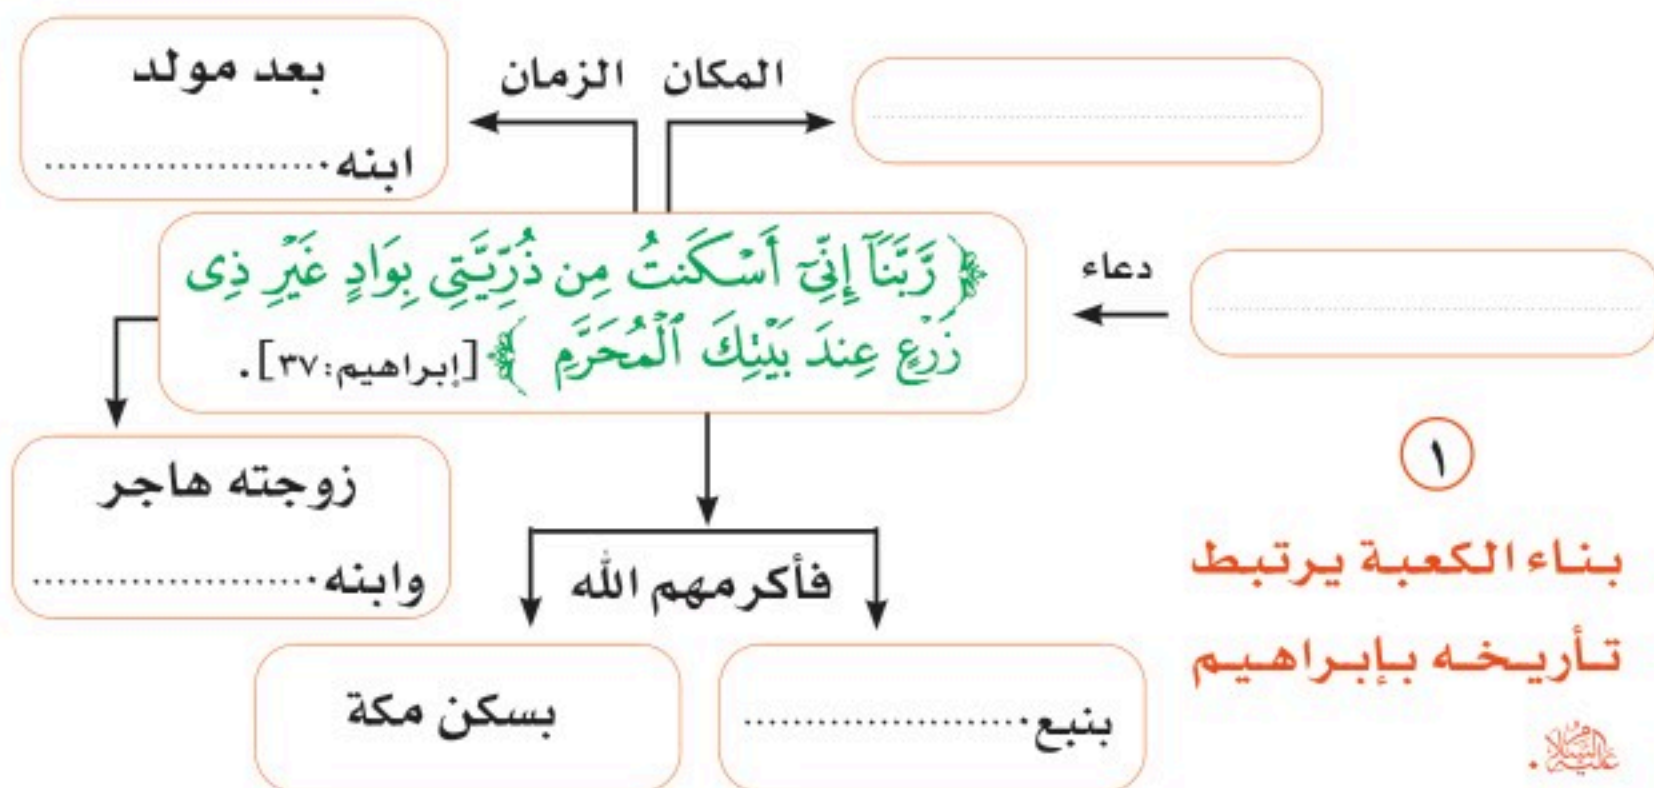 بعد مولد
ابنه ......................
الزمان
المكان
﴿ رَّبَّنَآ إِنِّىٓ أَسْكَنتُ مِن ذُرِّيَّتِى بِوَادٍ غَيْرِ ذِى
زَرْعٍ عِندَ بَيْتِكَ ٱلْمُحَرَّمِ ﴾ [إبراهيم:٣٧].
دعاء
زوجته هاجر
وابنه ......................
فأكرمهم الله
بنبع ......................
بسكن مكة
١
بناء الكعبة يرتبط
تأريخه بإبراهيم
عليه السلام.